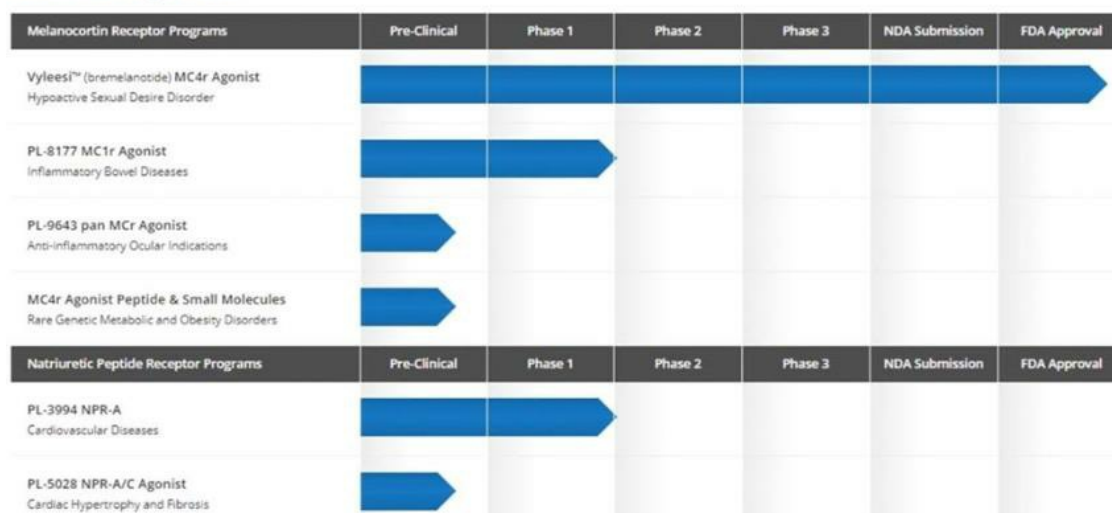 Melanocortin Receptor Programs Pre-Clinical Phase 1 Phase 2 Phase 3 NDA Submission FDA Approval
Vyleesi™ (bremelanotide) MC4r Agonist
Hypoactive Sexual Desire Disorder
PL-8177 MC1r Agonist
Inflammatory Bowel Diseases
PL-9643 pan MCr Agonist
Anti-inflammatory Ocular Indications
MC4r Agonist Peptide & Small Molecules
Rare Genetic Metabolic and Obesity Disorders
Natriuretic Peptide Receptor Programs Pre-Clinical Phase 1 Phase 2 Phase 3 NDA Submission FDA Approval
PL-3994 NPR-A
Cardiovascular Diseases
PL-5028 NPR-A/C Agonist
Cardiac Hypertrophy and Fibrosis